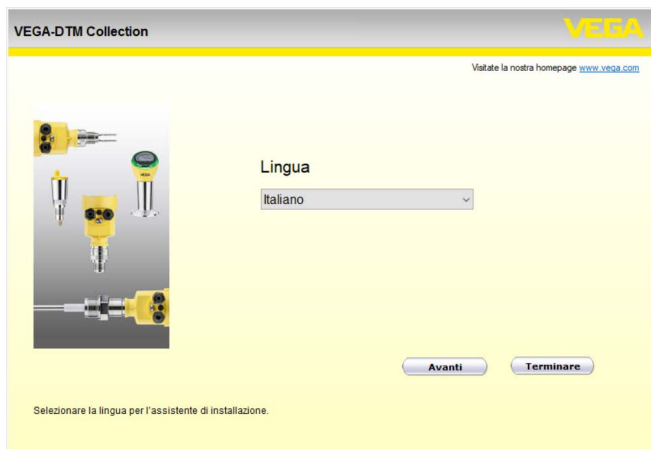 VEGA-DTM Collection
VEGA
Visitate la nostra homepage www.vega.com
Lingua
Italiano
Avanti
Terminare
Selezionare la lingua per l'assistente di installazione.